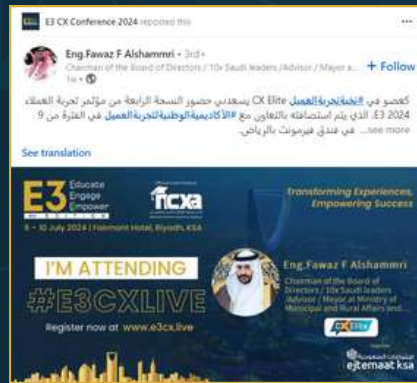 E3 CX Conference 2024 reposted this
Eng.Fawaz F Alshammri • 3rd+
Chairman of the Board of Directors / 10x Saudi leaders /Advisor / Mayor a...
+ Follow
1w •
كعضو في #نخبة_تجربة_العميل CX Elite يسعدني حضور النسخة الرابعة من مؤتمر تجربة العملاء
E3 2024، الذي يتم استضافته بالتعاون مع #الأكاديمية_الوطنية_لتجربة_العميل في الفترة من 9
في فندق فيرمونت بالرياض. ...see more
See translation
E3
Educate
Engage
Empower
EDITION
ncxa
9 - 10 July 2024 | Fairmont Hotel, Riyadh, KSA
Transforming Experiences,
Empowering Success
I'M ATTENDING
#E3CXLIVE
Register now at www.e3cx.live
Eng.Fawaz F Alshammri
Chairman of the Board of
Directors / 10x Saudi leaders
/Advisor / Mayor at Ministry of
Municipal and Rural Affairs and...
CX Elite
ejtemaat ksa